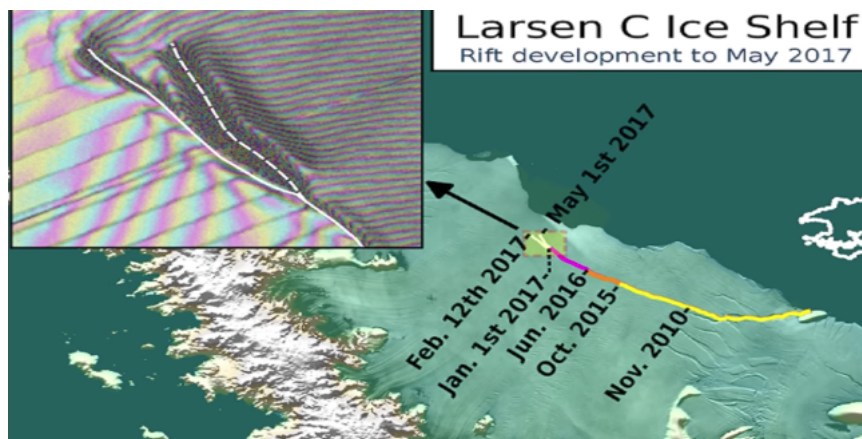 Larsen C Ice Shelf
Rift development to May 2017
May 1st 2017
Feb. 12th 2017
Jan. 1st 2017
Jun. 2016
Oct. 2015
Nov. 2010